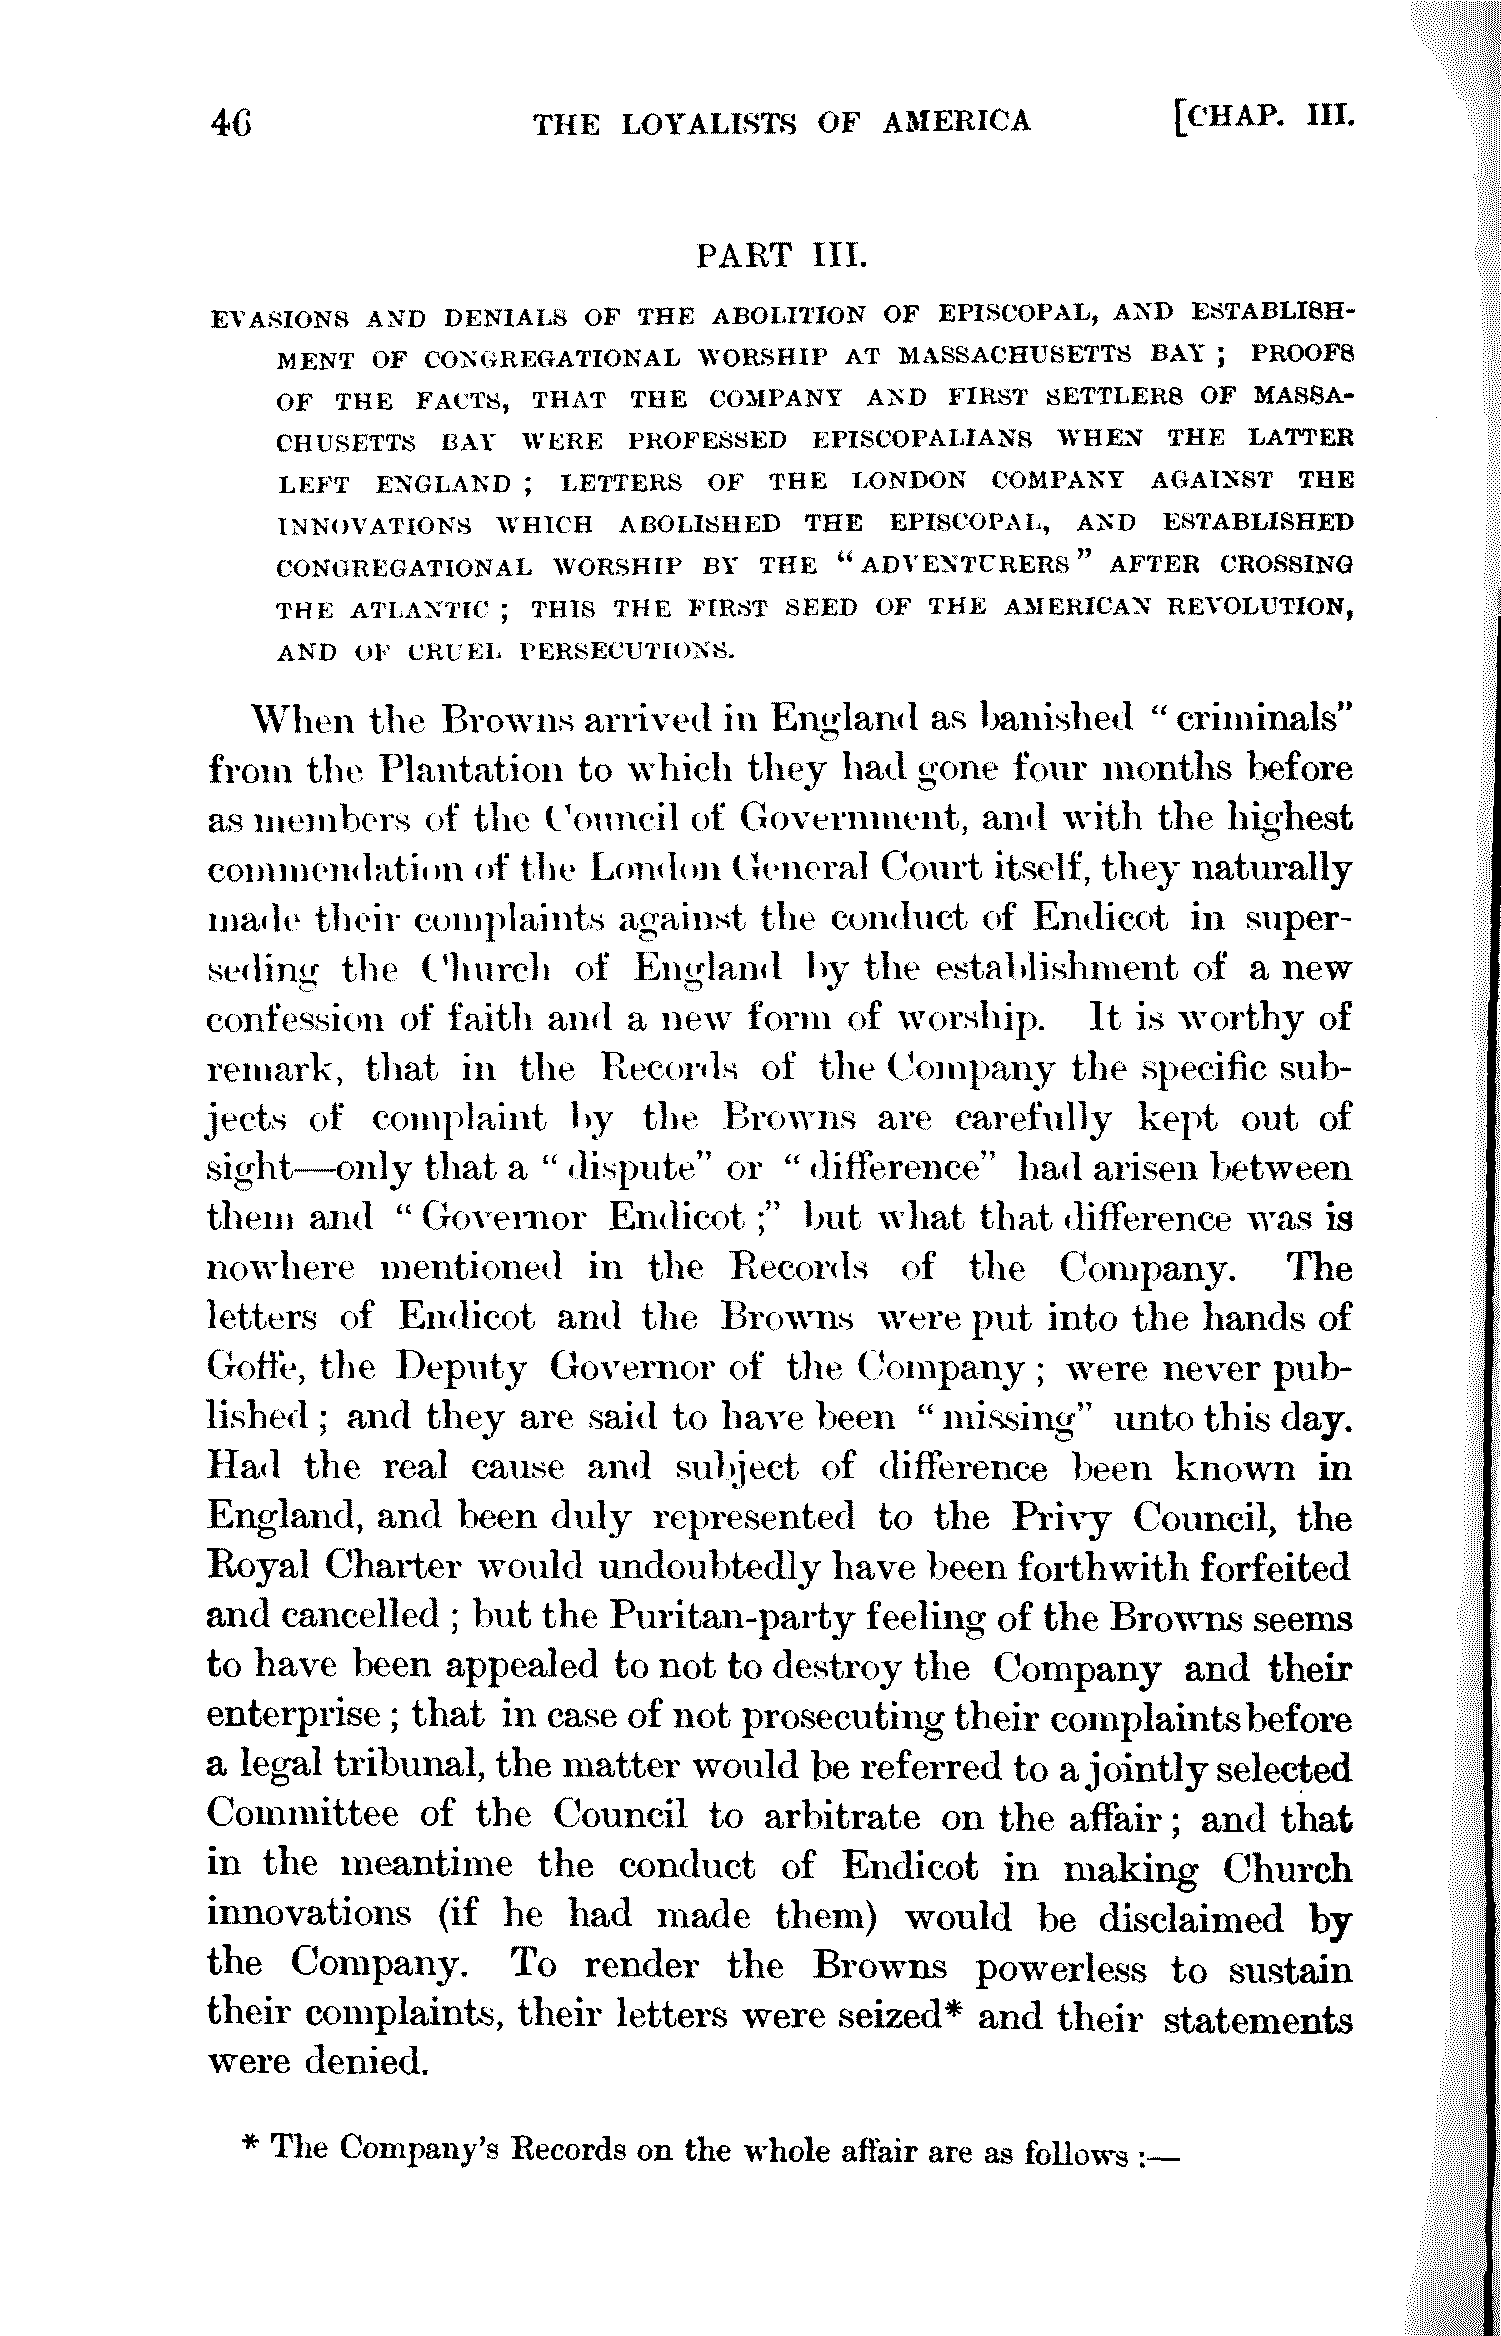 46 THE LOYALISTS OF AMERICA [CHAP. III.
PART III.
EVASIONS AND DENIALS OF THE ABOLITION OF EPISCOPAL, AND ESTABLISH-
MENT OF CONGREGATIONAL WORSHIP AT MASSACHUSETTS BAY ; PROOFS
OF THE FACTS, THAT THE COMPANY AND FIRST SETTLERS OF MASSA-
CHUSETTS BAY WERE PROFESSED EPISCOPALIANS WHEN THE LATTER
LEFT ENGLAND ; LETTERS OF THE LONDON COMPANY AGAINST THE
INNOVATIONS WHICH ABOLISHED THE EPISCOPAL, AND ESTABLISHED
CONGREGATIONAL WORSHIP BY THE "ADVENTURERS" AFTER CROSSING
THE ATLANTIC ; THIS THE FIRST SEED OF THE AMERICAN REVOLUTION,
AND OF CRUEL PERSECUTIONS.
When the Browns arrived in England as banished "criminals"
from the Plantation to which they had gone four months before
as members of the Council of Government, and with the highest
commendation of the London General Court itself, they naturally
made their complaints against the conduct of Endicot in super-
seding the Church of England by the establishment of a new
confession of faith and a new form of worship. It is worthy of
remark, that in the Records of the Company the specific sub-
jects of complaint by the Browns are carefully kept out of
sight—only that a "dispute" or "difference" had arisen between
them and "Governor Endicot ;" but what that difference was is
nowhere mentioned in the Records of the Company. The
letters of Endicot and the Browns were put into the hands of
Goffe, the Deputy Governor of the Company ; were never pub-
lished ; and they are said to have been "missing" unto this day.
Had the real cause and subject of difference been known in
England, and been duly represented to the Privy Council, the
Royal Charter would undoubtedly have been forthwith forfeited
and cancelled ; but the Puritan-party feeling of the Browns seems
to have been appealed to not to destroy the Company and their
enterprise ; that in case of not prosecuting their complaints before
a legal tribunal, the matter would be referred to a jointly selected
Committee of the Council to arbitrate on the affair ; and that
in the meantime the conduct of Endicot in making Church
innovations (if he had made them) would be disclaimed by
the Company. To render the Browns powerless to sustain
their complaints, their letters were seized* and their statements
were denied.
* The Company's Records on the whole affair are as follows :—